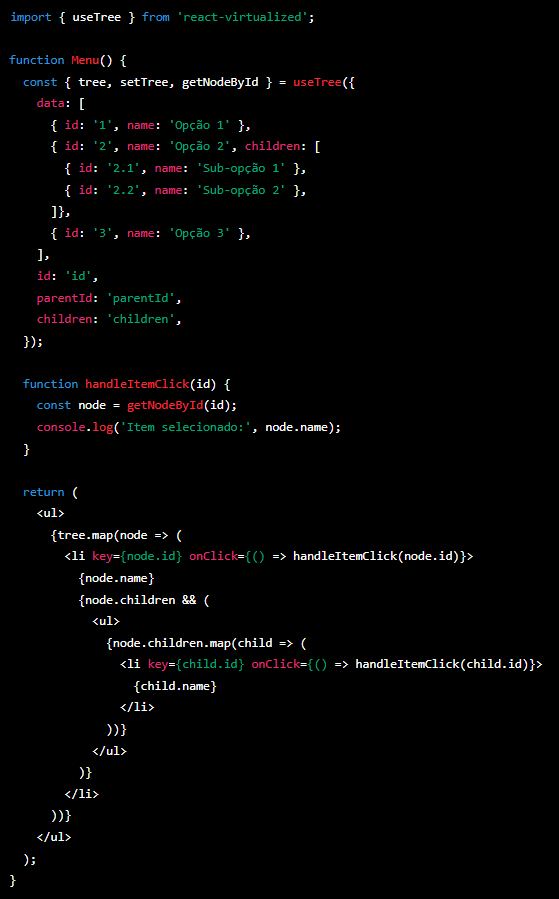 import { useTree } from 'react-virtualized';

function Menu() {
  const { tree, setTree, getNodeById } = useTree({
    data: [
      { id: '1', name: 'Opção 1' },
      { id: '2', name: 'Opção 2', children: [
        { id: '2.1', name: 'Sub-opção 1' },
        { id: '2.2', name: 'Sub-opção 2' },
      ]},
      { id: '3', name: 'Opção 3' },
    ],
    id: 'id',
    parentId: 'parentId',
    children: 'children',
  });

  function handleItemClick(id) {
    const node = getNodeById(id);
    console.log('Item selecionado:', node.name);
  }

  return (
    <ul>
      {tree.map(node => (
        <li key={node.id} onClick={() => handleItemClick(node.id)}>
          {node.name}
          {node.children && (
            <ul>
              {node.children.map(child => (
                <li key={child.id} onClick={() => handleItemClick(child.id)}>
                  {child.name}
                </li>
              ))}
            </ul>
          )}
        </li>
      ))}
    </ul>
  );
}